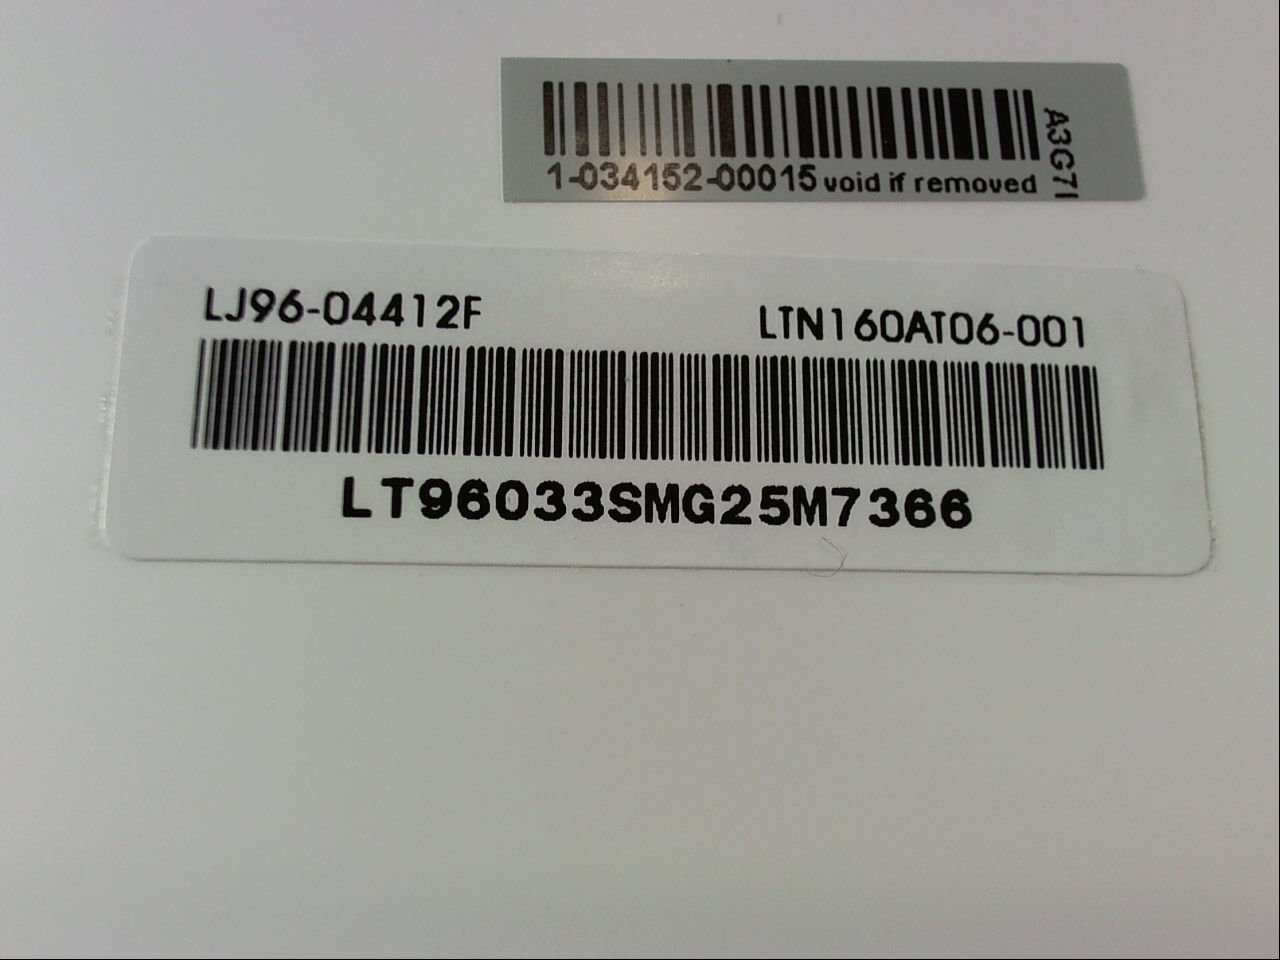 1-034152-00015 void if removed
A3G7I
LJ96-04412F
LTN160AT06-001
LT96033SMG25M7366